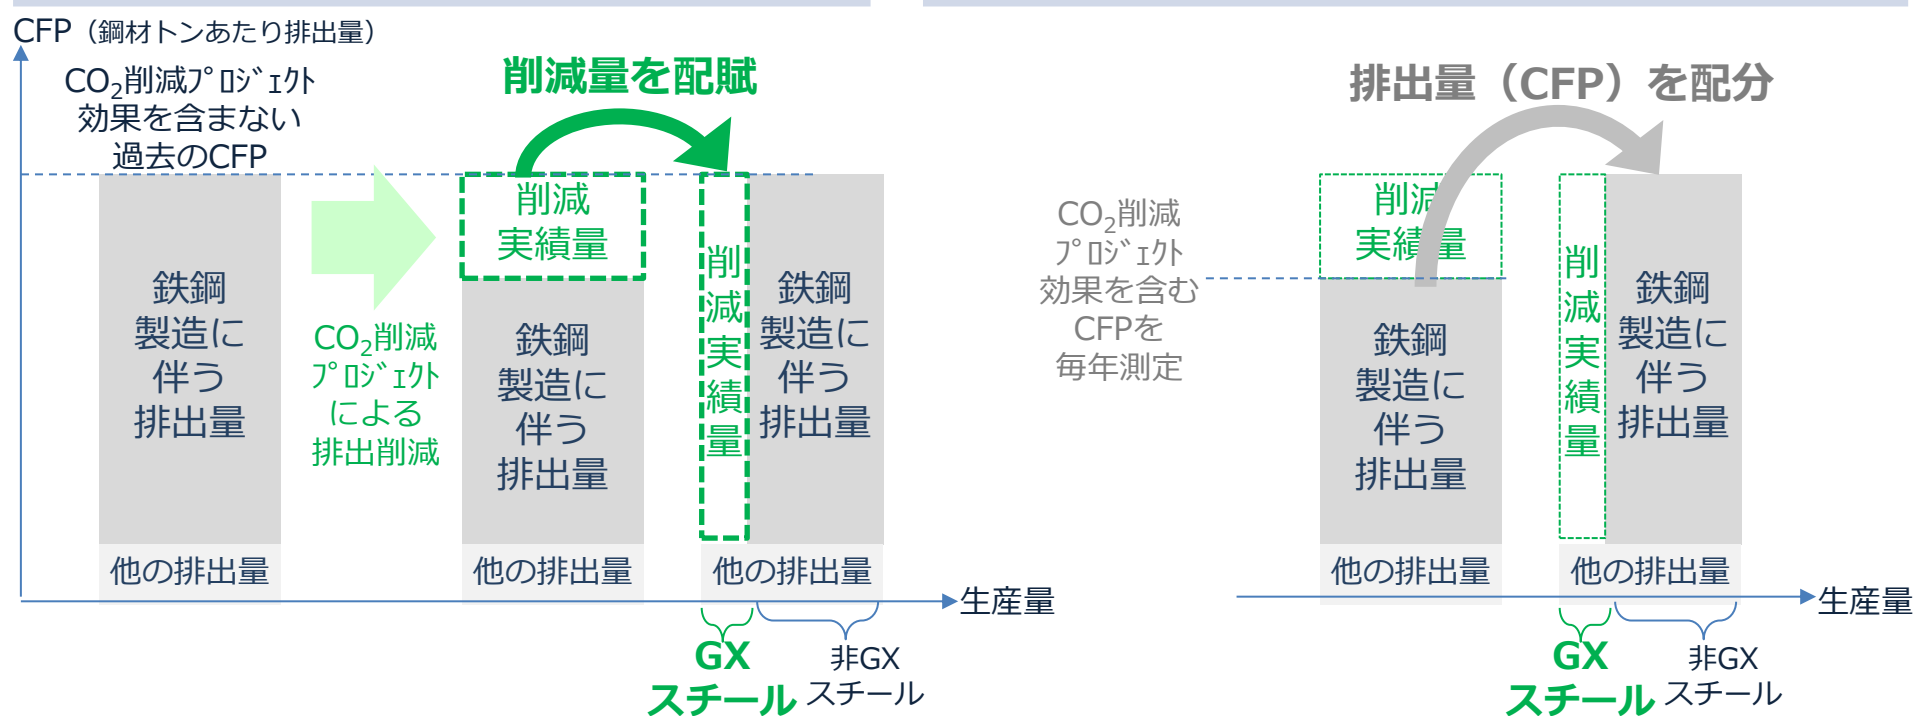 CFP（鋼材トンあたり排出量）
CO2削減ﾌﾟﾛｼﾞｪｸﾄ
効果を含まない
過去のCFP
鉄鋼
製造に
伴う
排出量
他の排出量
CO2削減
ﾌﾟﾛｼﾞｪｸﾄ
による
排出削減
削減量を配賦
削減
実績量
鉄鋼
製造に
伴う
排出量
他の排出量
削減実績量
鉄鋼
製造に
伴う
排出量
他の排出量
生産量
GX
スチール
非GX
スチール
排出量（CFP）を配分
CO2削減
ﾌﾟﾛｼﾞｪｸﾄ
効果を含む
CFPを
毎年測定
削減
実績量
鉄鋼
製造に
伴う
排出量
他の排出量
削減実績量
鉄鋼
製造に
伴う
排出量
他の排出量
生産量
GX
スチール
非GX
スチール